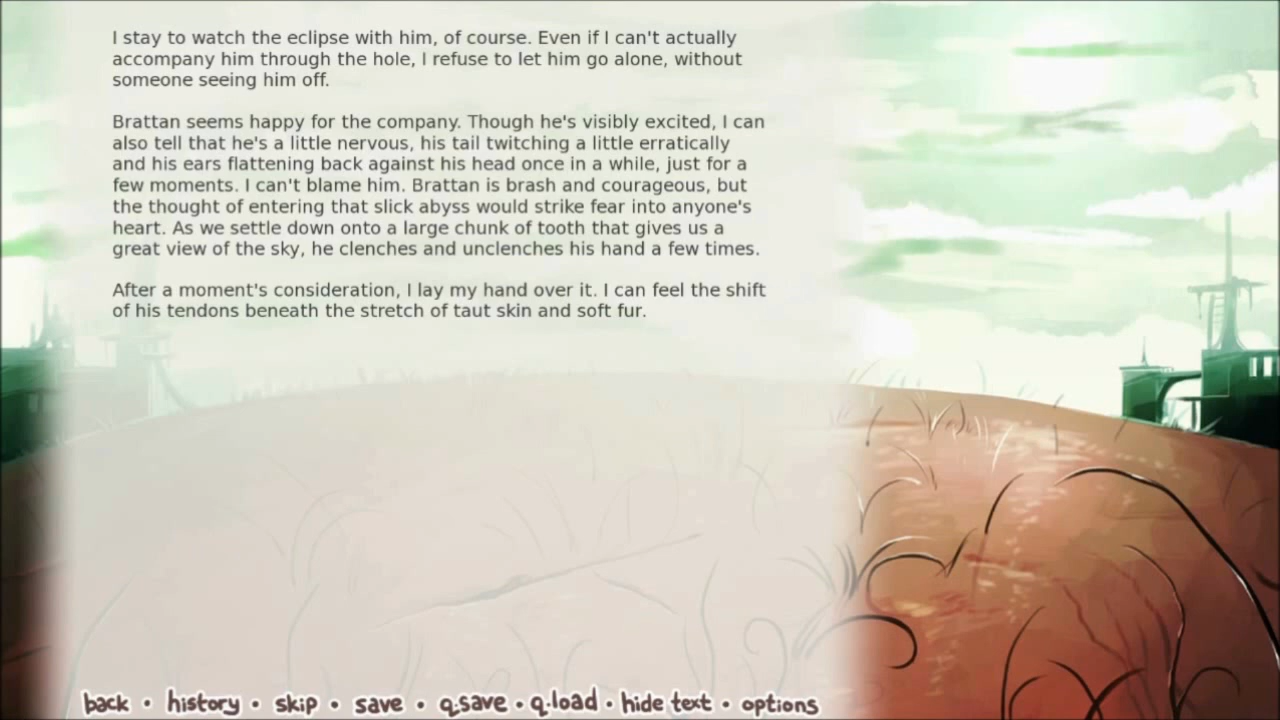 I stay to watch the eclipse with him, of course. Even if I can't actually
accompany him through the hole, I refuse to let him go alone, without
someone seeing him off.
Brattan seems happy for the company. Though he's visibly excited, I can
also tell that he's a little nervous, his tail twitching a little erratically
and his ears flattening back against his head once in a while, just for a
few moments. I can't blame him. Brattan is brash and courageous, but
the thought of entering that slick abyss would strike fear into anyone's
heart. As we settle down onto a large chunk of tooth that gives us a
great view of the sky, he clenches and unclenches his hand a few times.
After a moment's consideration, I lay my hand over it. I can feel the shift
of his tendons beneath the stretch of taut skin and soft fur.
back • history • skip • save • q.save • q.load • hide text • options